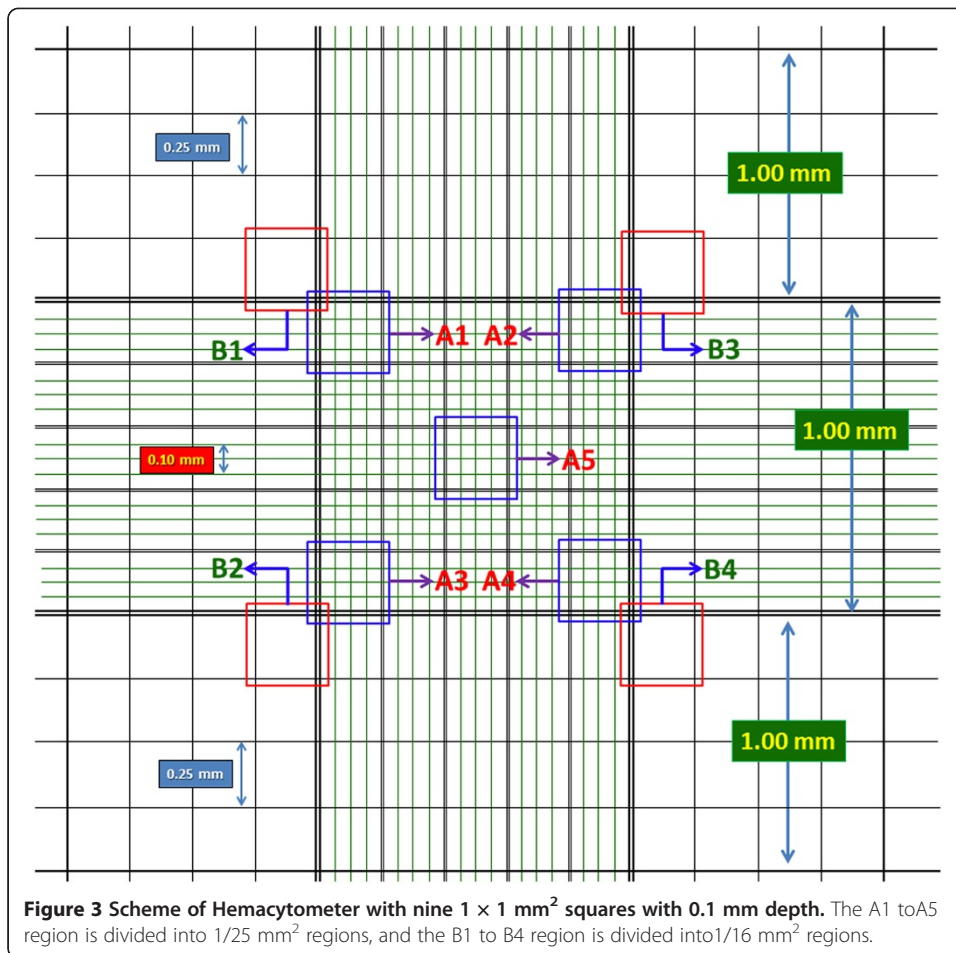 0.25 mm
1.00 mm
B1
A1 A2
B3
1.00 mm
0.10 mm
A5
B2
A3 A4
B4
1.00 mm
0.25 mm
Figure 3 Scheme of Hemacytometer with nine 1 × 1 mm² squares with 0.1 mm depth. The A1 toA5
region is divided into 1/25 mm² regions, and the B1 to B4 region is divided into1/16 mm² regions.